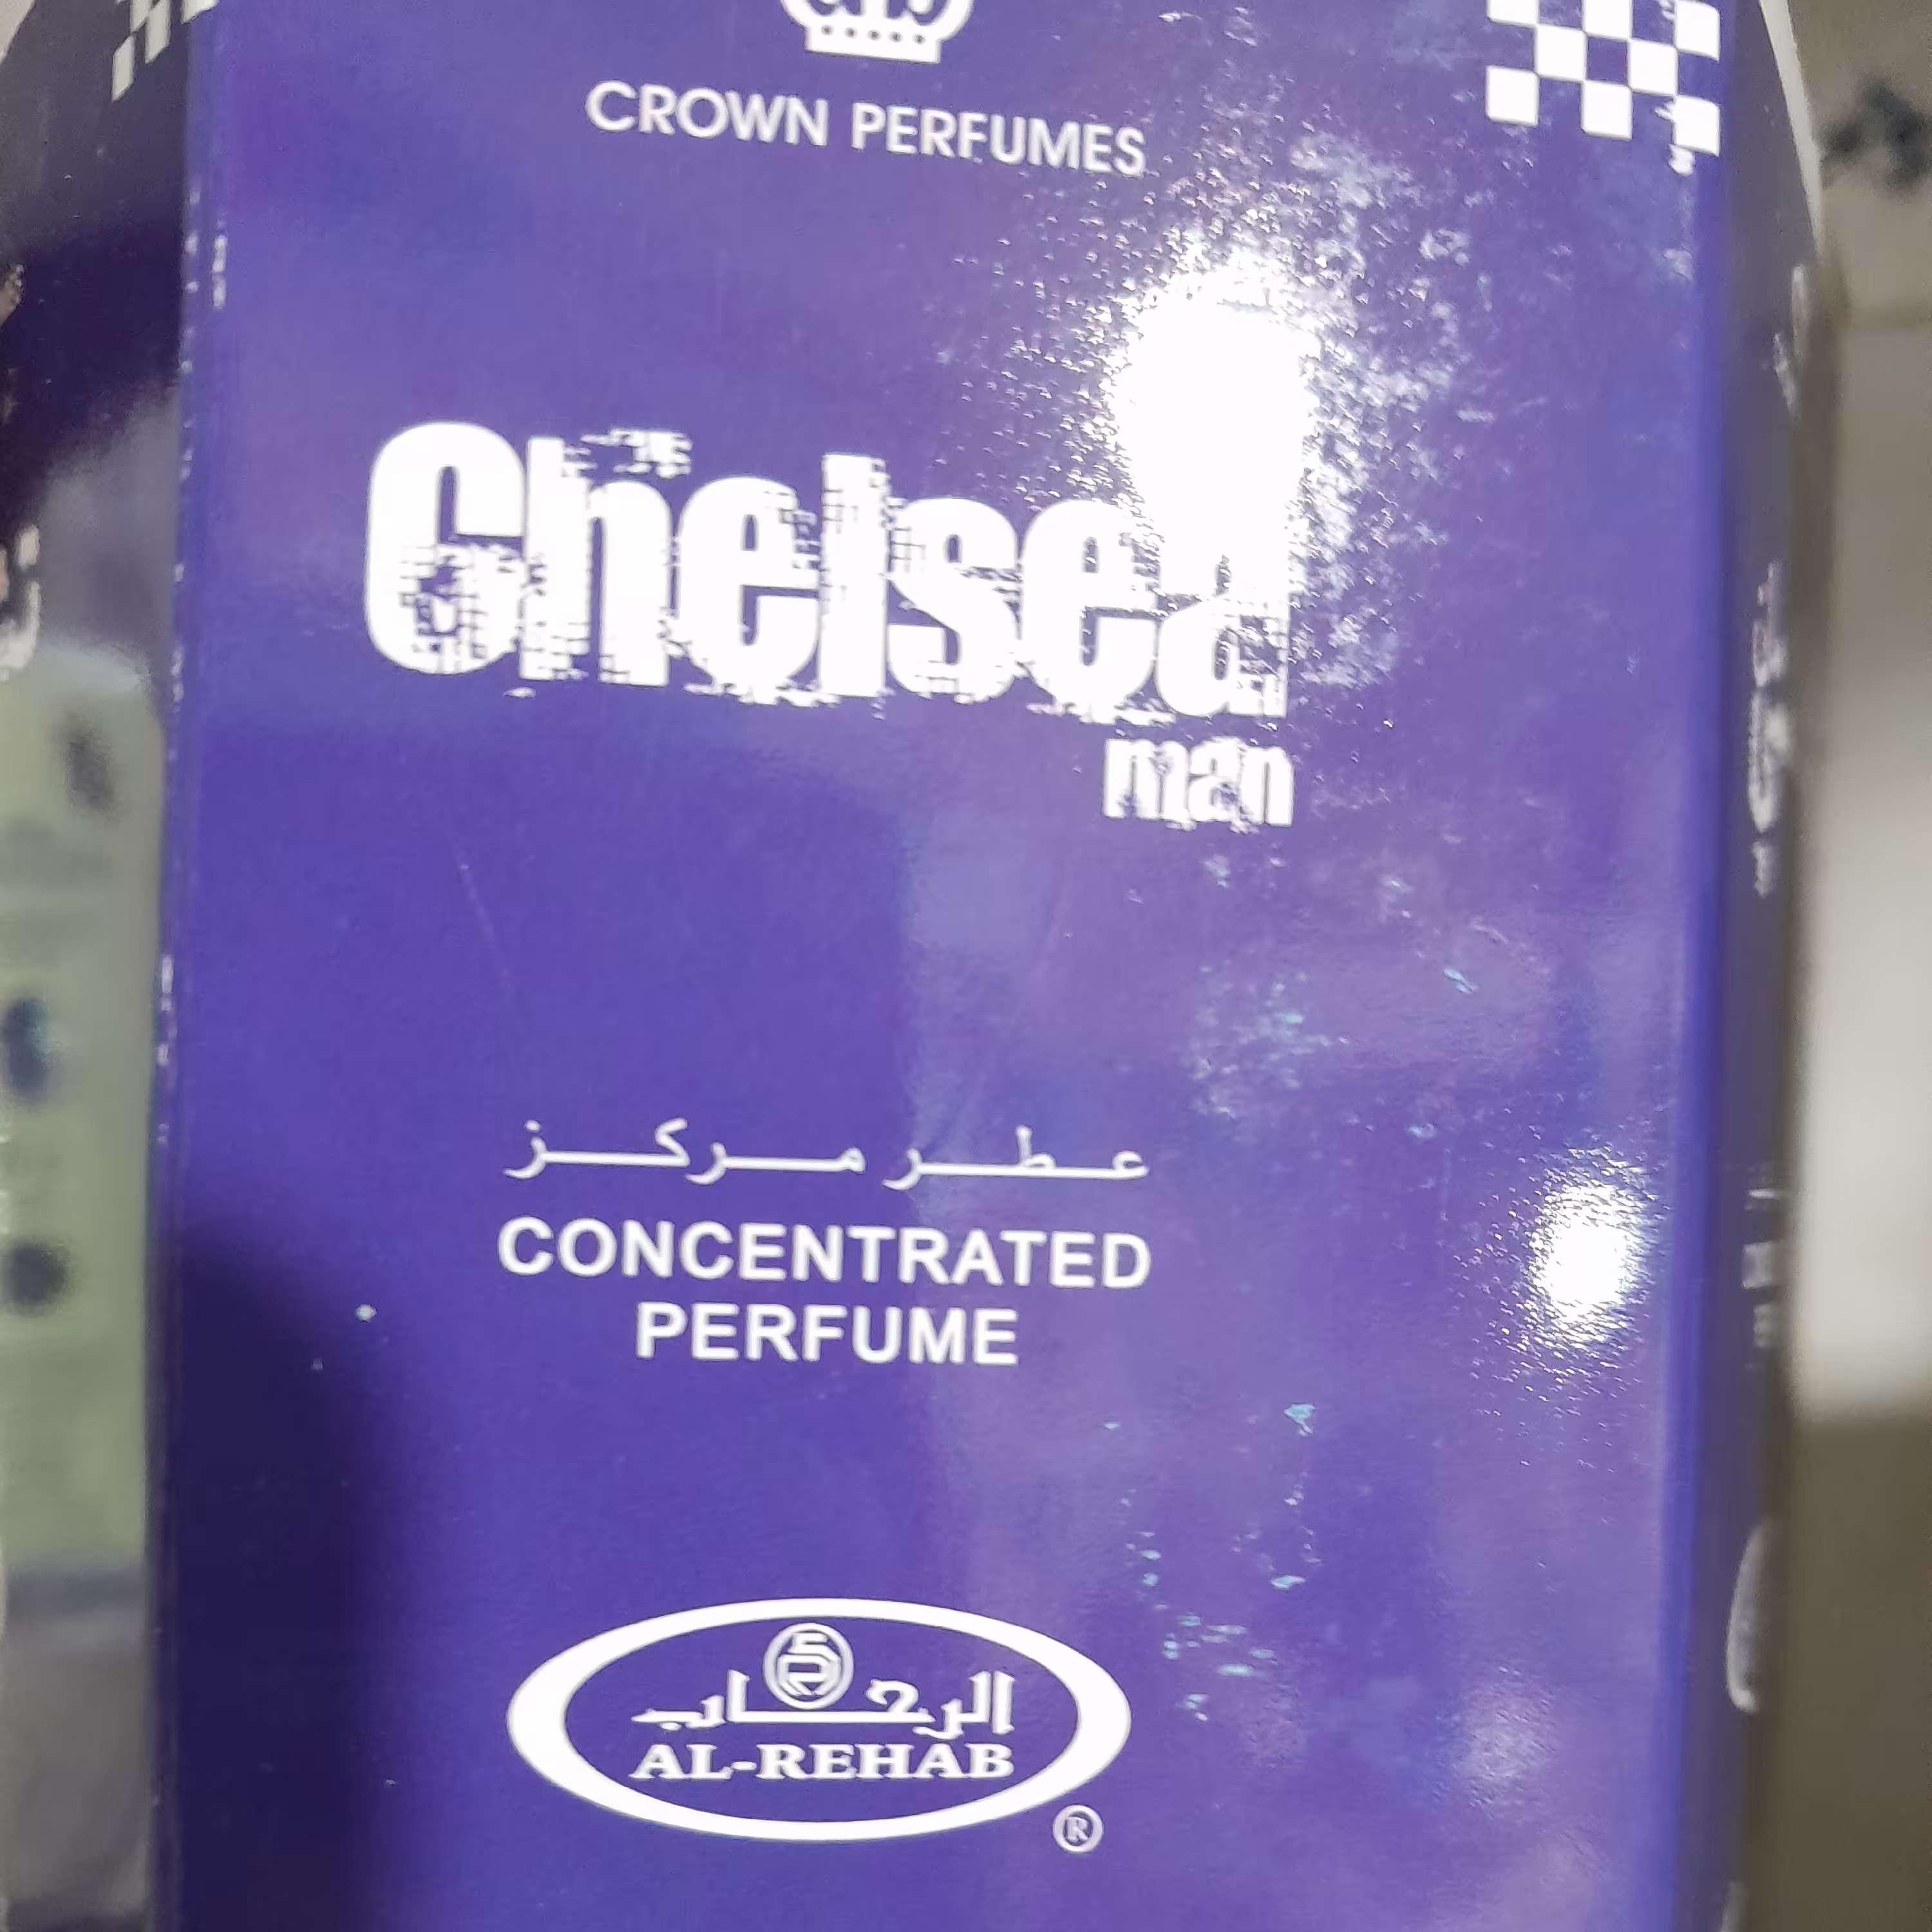 CROWN PERFUMES
Chelsea
man
عطر مركز
CONCENTRATED
PERFUME
الرحاب
AL-REHAB
®